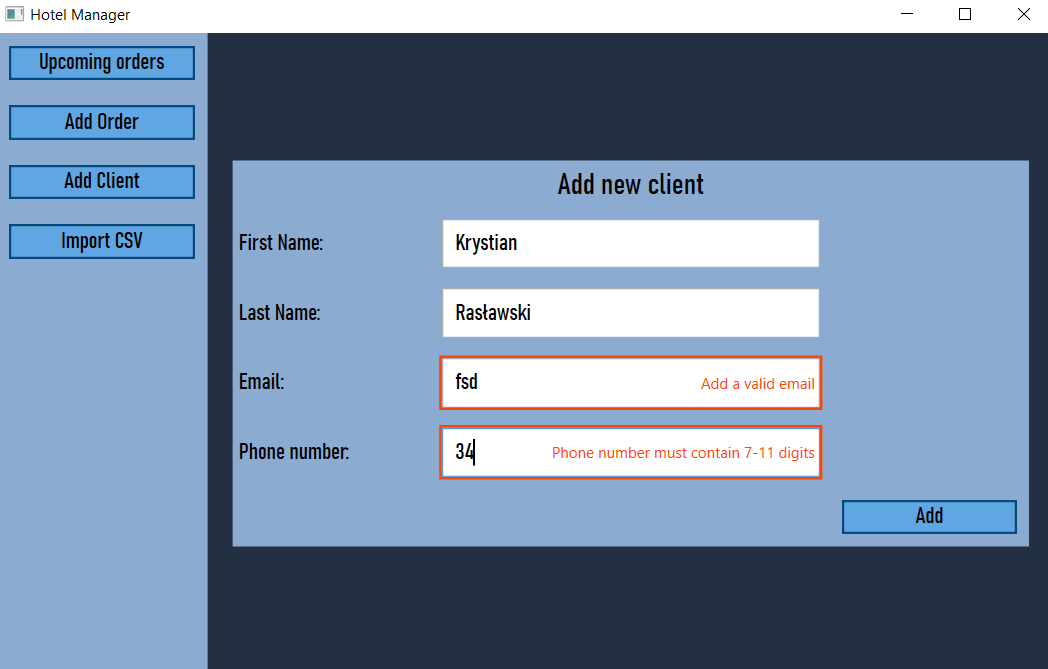 Hotel Manager
Upcoming orders
Add Order
Add Client
Import CSV
Add new client
First Name:
Krystian
Last Name:
Rasławski
Email:
fsd
Add a valid email
Phone number:
34
Phone number must contain 7-11 digits
Add